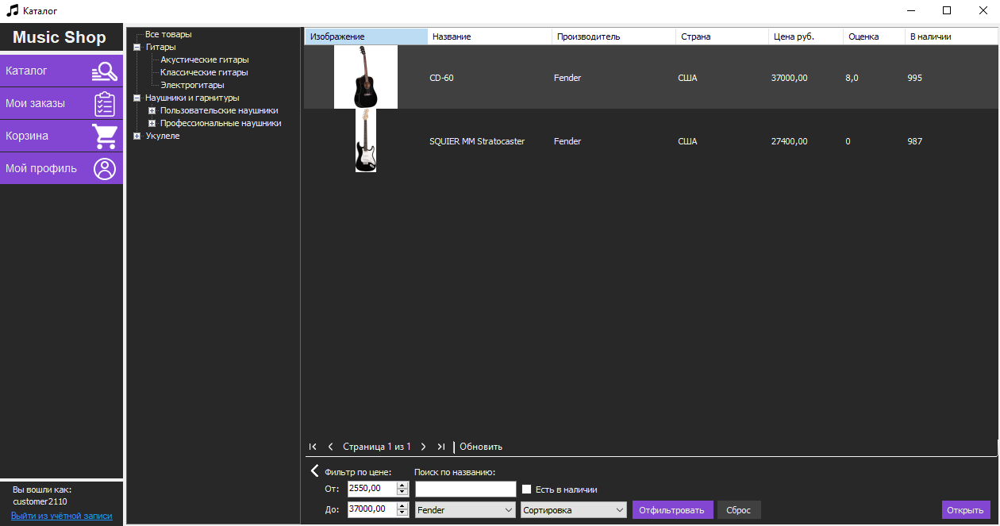 Каталог
Music Shop
Каталог
Мои заказы
Корзина
Мой профиль
Вы вошли как:
customer2110
Выйти из учётной записи
Все товары
Гитары
Акустические гитары
Классические гитары
Электрогитары
Наушники и гарнитуры
Пользовательские наушники
Профессиональные наушники
Укулеле
Изображение Название Производитель Страна Цена руб. Оценка В наличии
CD-60 Fender США 37000,00 8,0 995
SQUIER MM Stratocaster Fender США 27400,00 0 987
Страница 1 из 1 Обновить
Фильтр по цене: Поиск по названию:
От: 2550,00 Есть в наличии
До: 37000,00 Fender Сортировка Отфильтровать Сброс Открыть